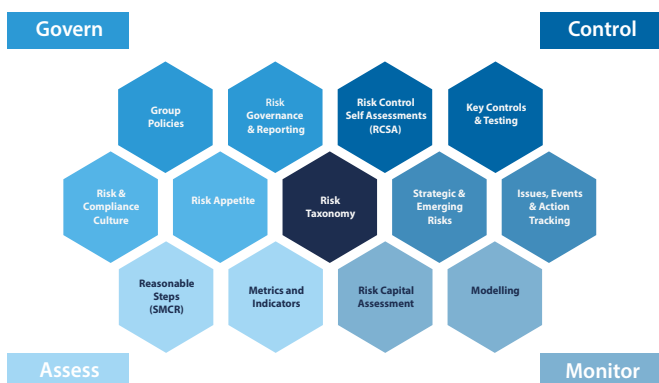 Govern
Control
Group
Policies
Risk
Governance
& Reporting
Risk Control
Self Assessments
(RCSA)
Key Controls
& Testing
Risk &
Compliance
Culture
Risk Appetite
Risk
Taxonomy
Strategic &
Emerging
Risks
Issues, Events
& Action
Tracking
Reasonable
Steps
(SMCR)
Metrics and
Indicators
Risk Capital
Assessment
Modelling
Assess
Monitor